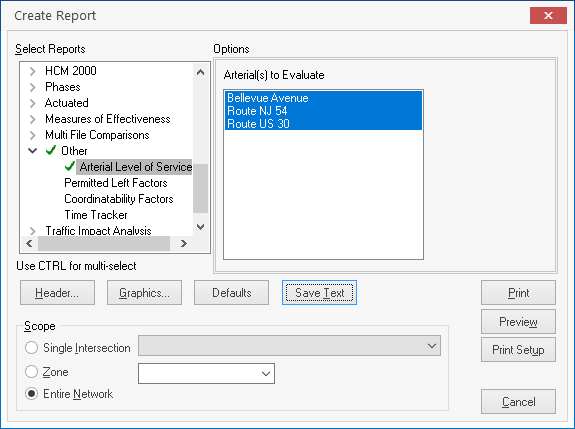 Create Report
Select Reports
Options
HCM 2000
Phases
Actuated
Measures of Effectiveness
Multi File Comparisons
Other
Arterial Level of Service
Permitted Left Factors
Coordinatability Factors
Time Tracker
Traffic Impact Analysis
Arterial(s) to Evaluate
Bellevue Avenue
Route NJ 54
Route US 30
Use CTRL for multi-select
Header... Graphics... Defaults Save Text Print
Preview
Print Setup
Cancel
Scope
Single Intersection
Zone
Entire Network